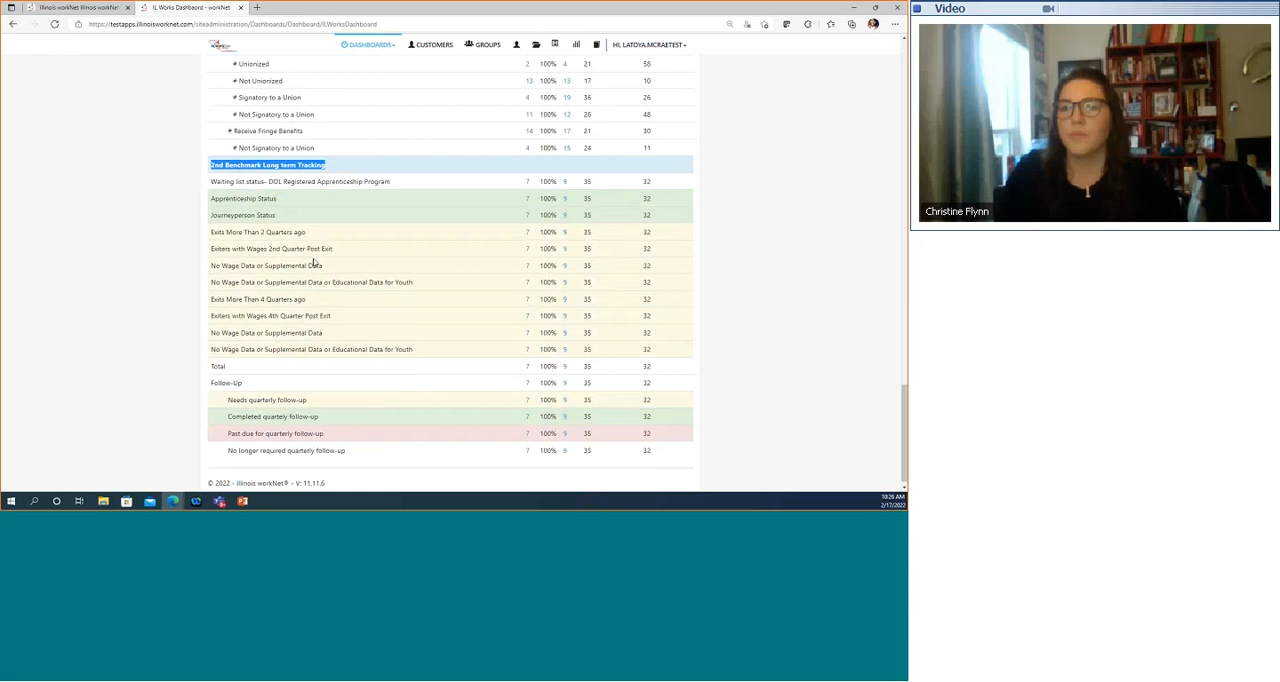 Illinois workNet Illinois workNet
IL Works Dashboard - workNet
https://testapps.illinoisworknet.com/siteadministration/Dashboards/Dashboard/ILWorksDashboard
DASHBOARDS CUSTOMERS GROUPS HI, LATOYA.MCRAETEST
# Unionized 2 100% 4 21 58
# Not Unionized 13 100% 15 17 10
# Signatory to a Union 4 100% 19 36 26
# Not Signatory to a Union 11 100% 12 26 48
# Receive Fringe Benefits 14 100% 17 21 30
# Not Signatory to a Union 4 100% 15 24 11
2nd Benchmark Long term Tracking
Waiting list status- DOL Registered Apprenticeship Program 7 100% 9 35 32
Apprenticeship Status 7 100% 9 35 32
Journeyperson Status 7 100% 9 35 32
Exits More Than 2 Quarters ago 7 100% 9 35 32
Exiters with Wages 2nd Quarter Post Exit 7 100% 9 35 32
No Wage Data or Supplemental Data 7 100% 9 35 32
No Wage Data or Supplemental Data or Educational Data for Youth 7 100% 9 35 32
Exits More Than 4 Quarters ago 7 100% 9 35 32
Exiters with Wages 4th Quarter Post Exit 7 100% 9 35 32
No Wage Data or Supplemental Data 7 100% 9 35 32
No Wage Data or Supplemental Data or Educational Data for Youth 7 100% 9 35 32
Total 7 100% 9 35 32
Follow-Up 7 100% 9 35 32
Needs quarterly follow-up 7 100% 9 35 32
Completed quartely follow-up 7 100% 9 35 32
Past due for quarterly follow-up 7 100% 9 35 32
No longer required quarterly follow-up 7 100% 9 35 32
© 2022 - Illinois workNet® - V: 11.11.6
10:26 AM
2/17/2022
Video
Christine Flynn